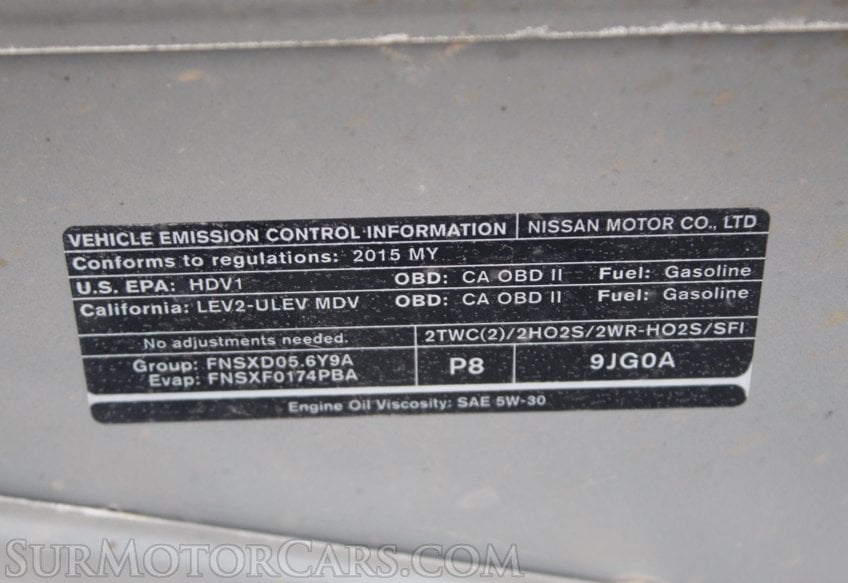 VEHICLE EMISSION CONTROL INFORMATION NISSAN MOTOR CO., LTD
Conforms to regulations: 2015 MY
U.S. EPA: HDV1 OBD: CA OBD II Fuel: Gasoline
California: LEV2-ULEV MDV OBD: CA OBD II Fuel: Gasoline
No adjustments needed. 2TWC(2)/2HO2S/2WR-HO2S/SFI
Group: FNSXD05.6Y9A
Evap: FNSXF0174PBA
P8 9JG0A
Engine Oil Viscosity: SAE 5W-30
SURMOTORCARS.COM